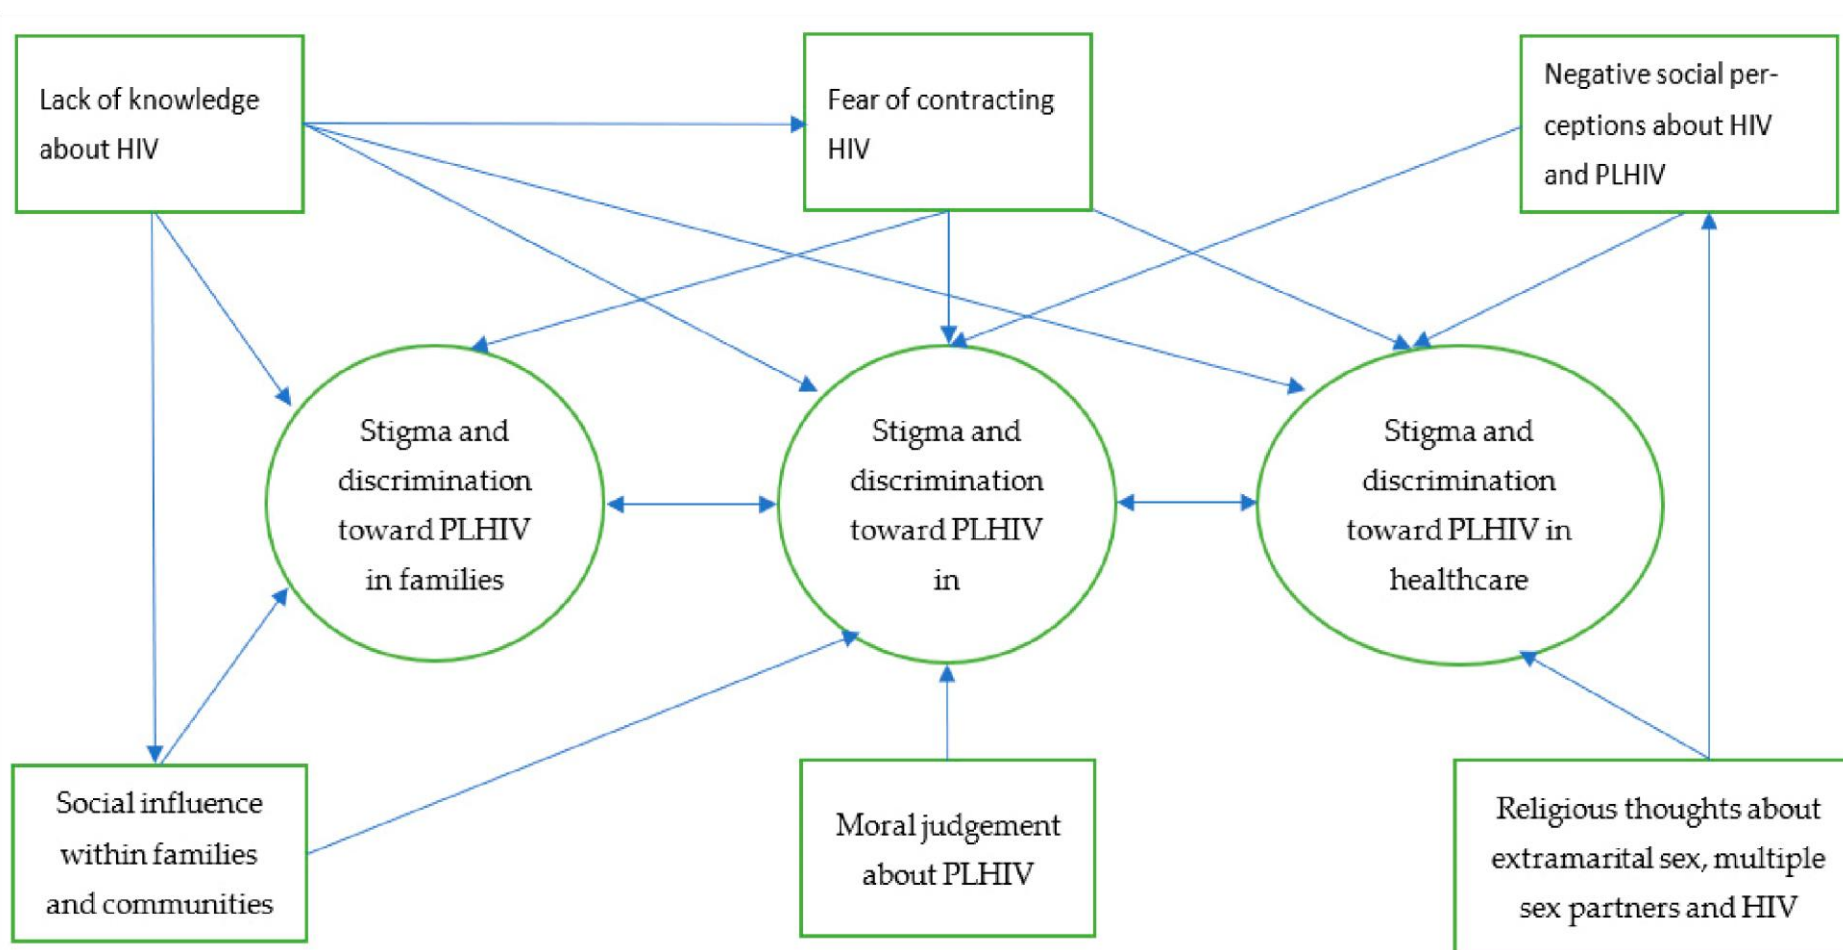 Lack of knowledge
about HIV
Fear of contracting
HIV
Negative social per-
ceptions about HIV
and PLHIV
Stigma and
discrimination
toward PLHIV
in families
Stigma and
discrimination
toward PLHIV
in
Stigma and
discrimination
toward PLHIV in
healthcare
Social influence
within families
and communities
Moral judgement
about PLHIV
Religious thoughts about
extramarital sex, multiple
sex partners and HIV